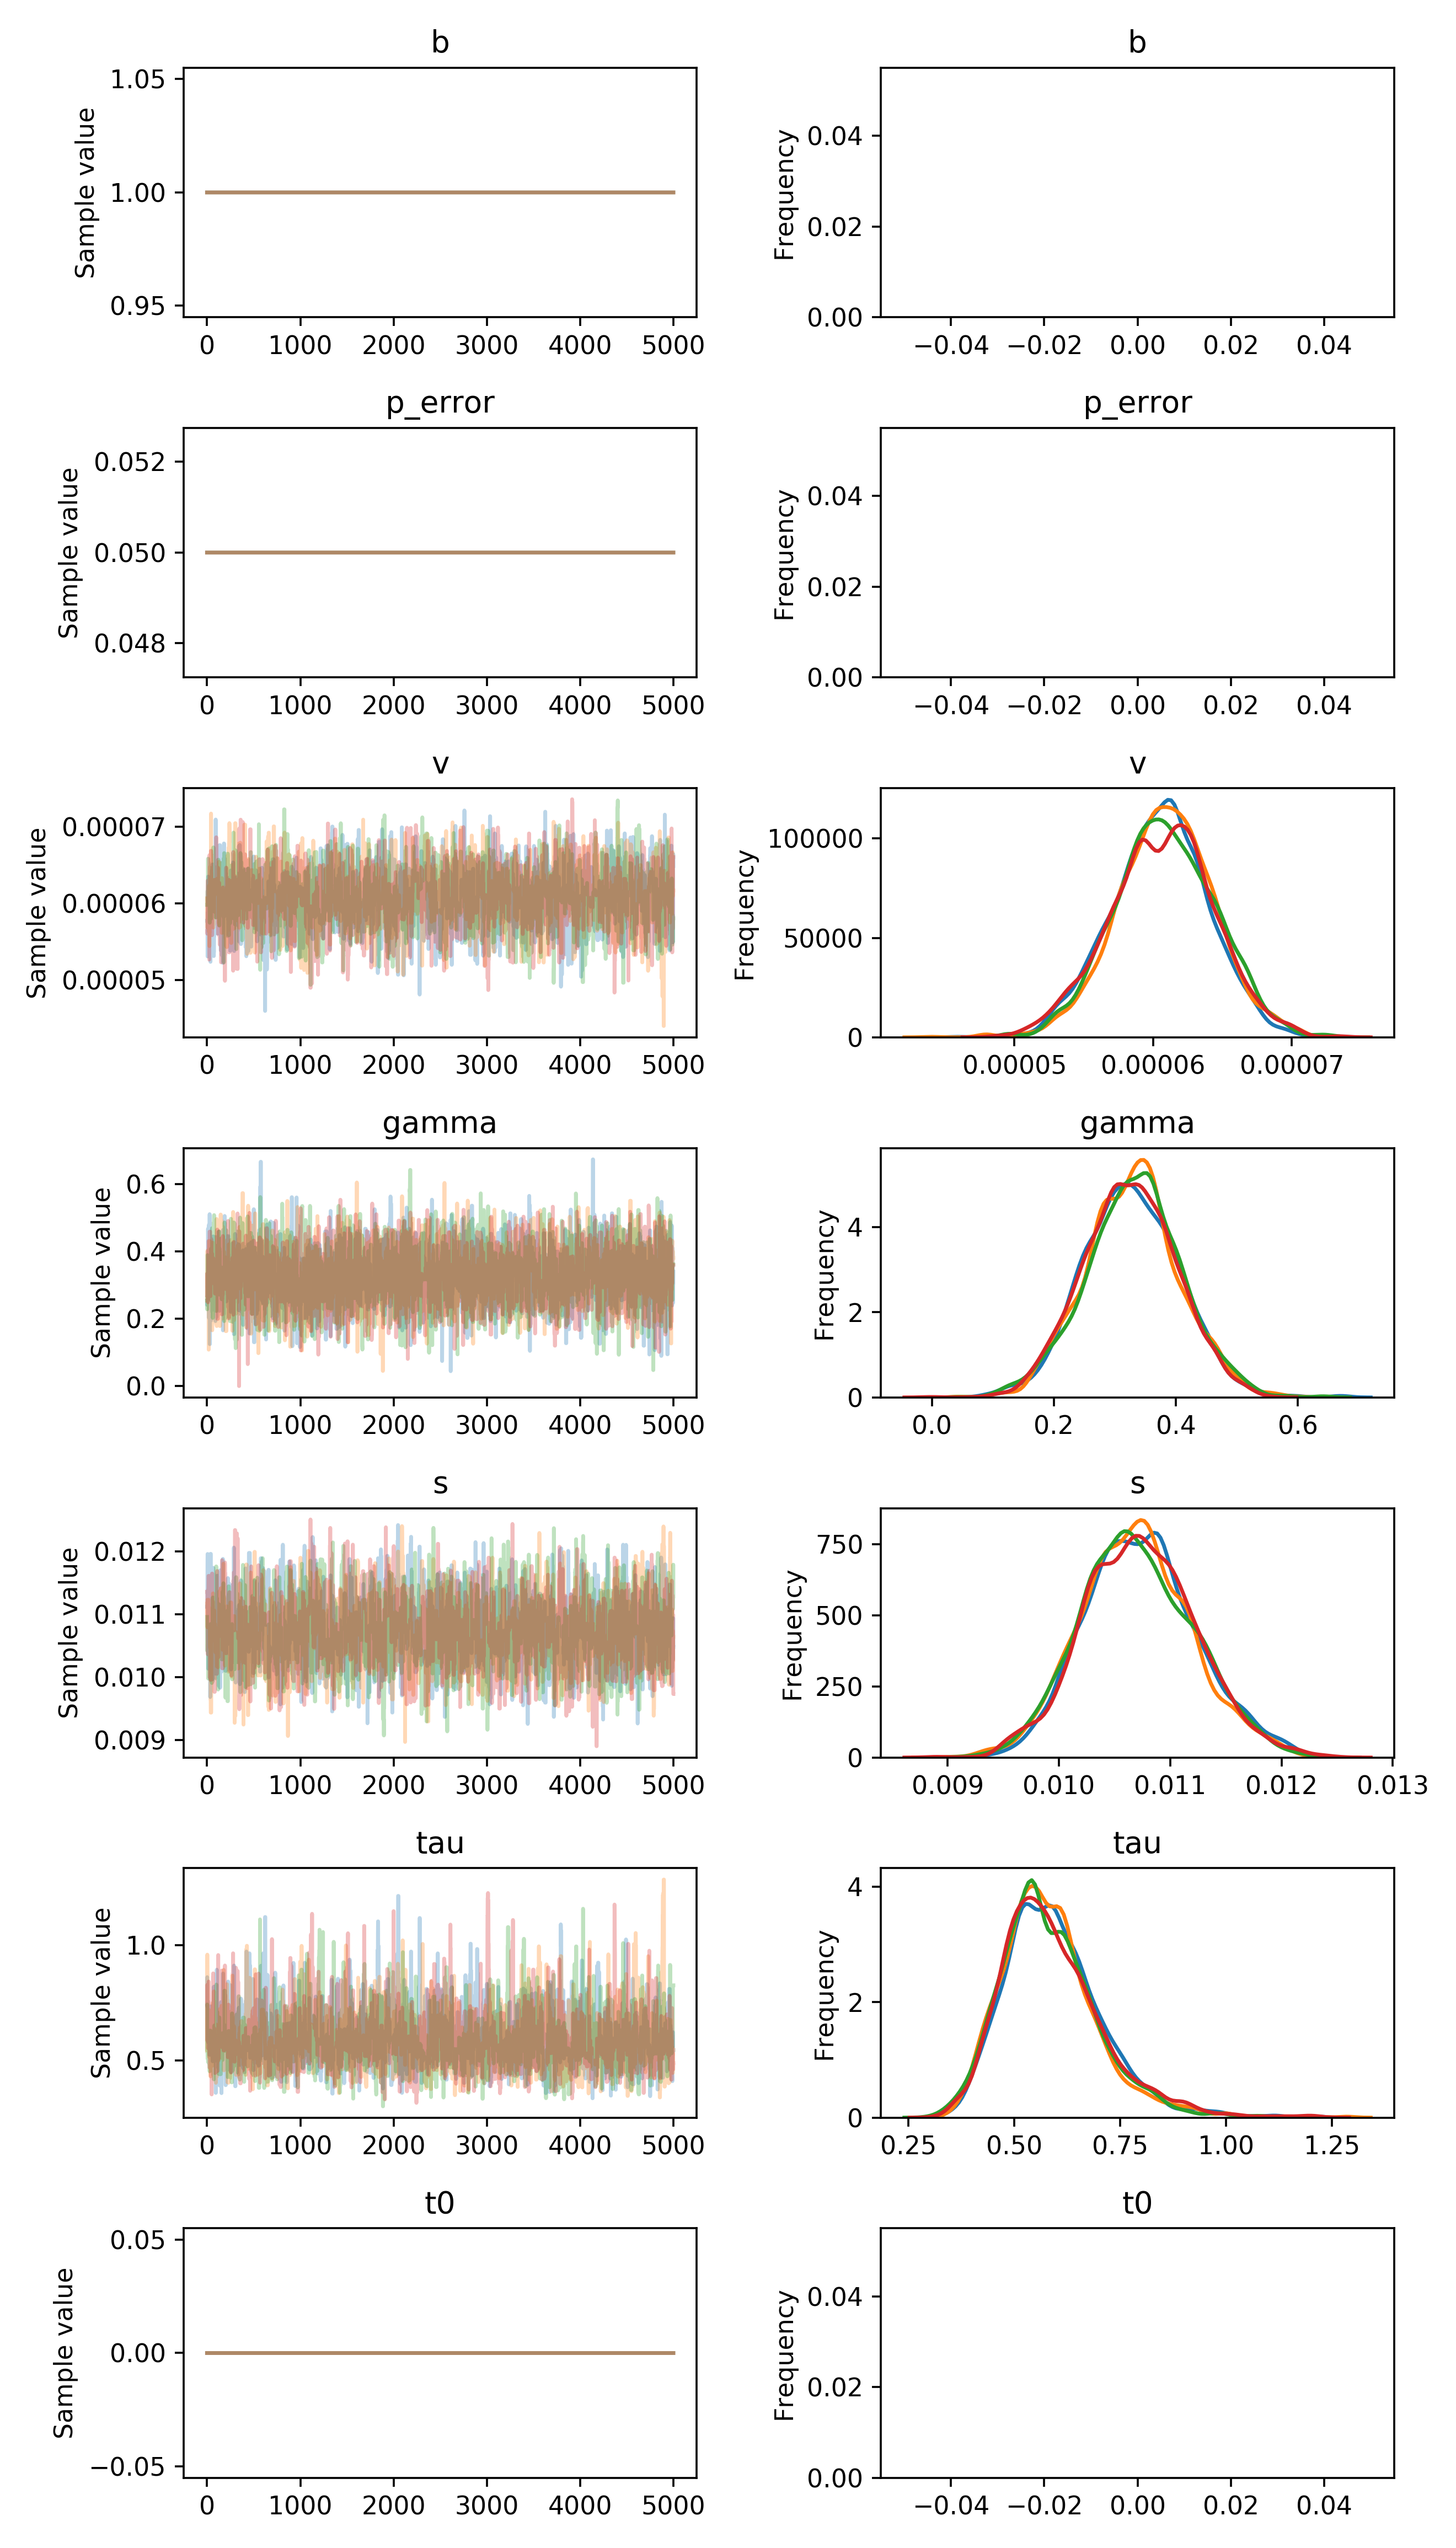 b
b
1.05
1.00
0.95
Sample value
0 1000 2000 3000 4000 5000
0.04
0.02
0.00
Frequency
−0.04 −0.02 0.00 0.02 0.04
p_error
p_error
0.052
0.050
0.048
Sample value
0 1000 2000 3000 4000 5000
0.04
0.02
0.00
Frequency
−0.04 −0.02 0.00 0.02 0.04
v
v
0.00007
0.00006
0.00005
Sample value
0 1000 2000 3000 4000 5000
100000
50000
0
Frequency
0.00005 0.00006 0.00007
gamma
gamma
0.6
0.4
0.2
0.0
Sample value
0 1000 2000 3000 4000 5000
4
2
0
Frequency
0.0 0.2 0.4 0.6
s
s
0.012
0.011
0.010
0.009
Sample value
0 1000 2000 3000 4000 5000
750
500
250
0
Frequency
0.009 0.010 0.011 0.012 0.013
tau
tau
1.0
0.5
Sample value
0 1000 2000 3000 4000 5000
4
2
0
Frequency
0.25 0.50 0.75 1.00 1.25
t0
t0
0.05
0.00
−0.05
Sample value
0 1000 2000 3000 4000 5000
0.04
0.02
0.00
Frequency
−0.04 −0.02 0.00 0.02 0.04